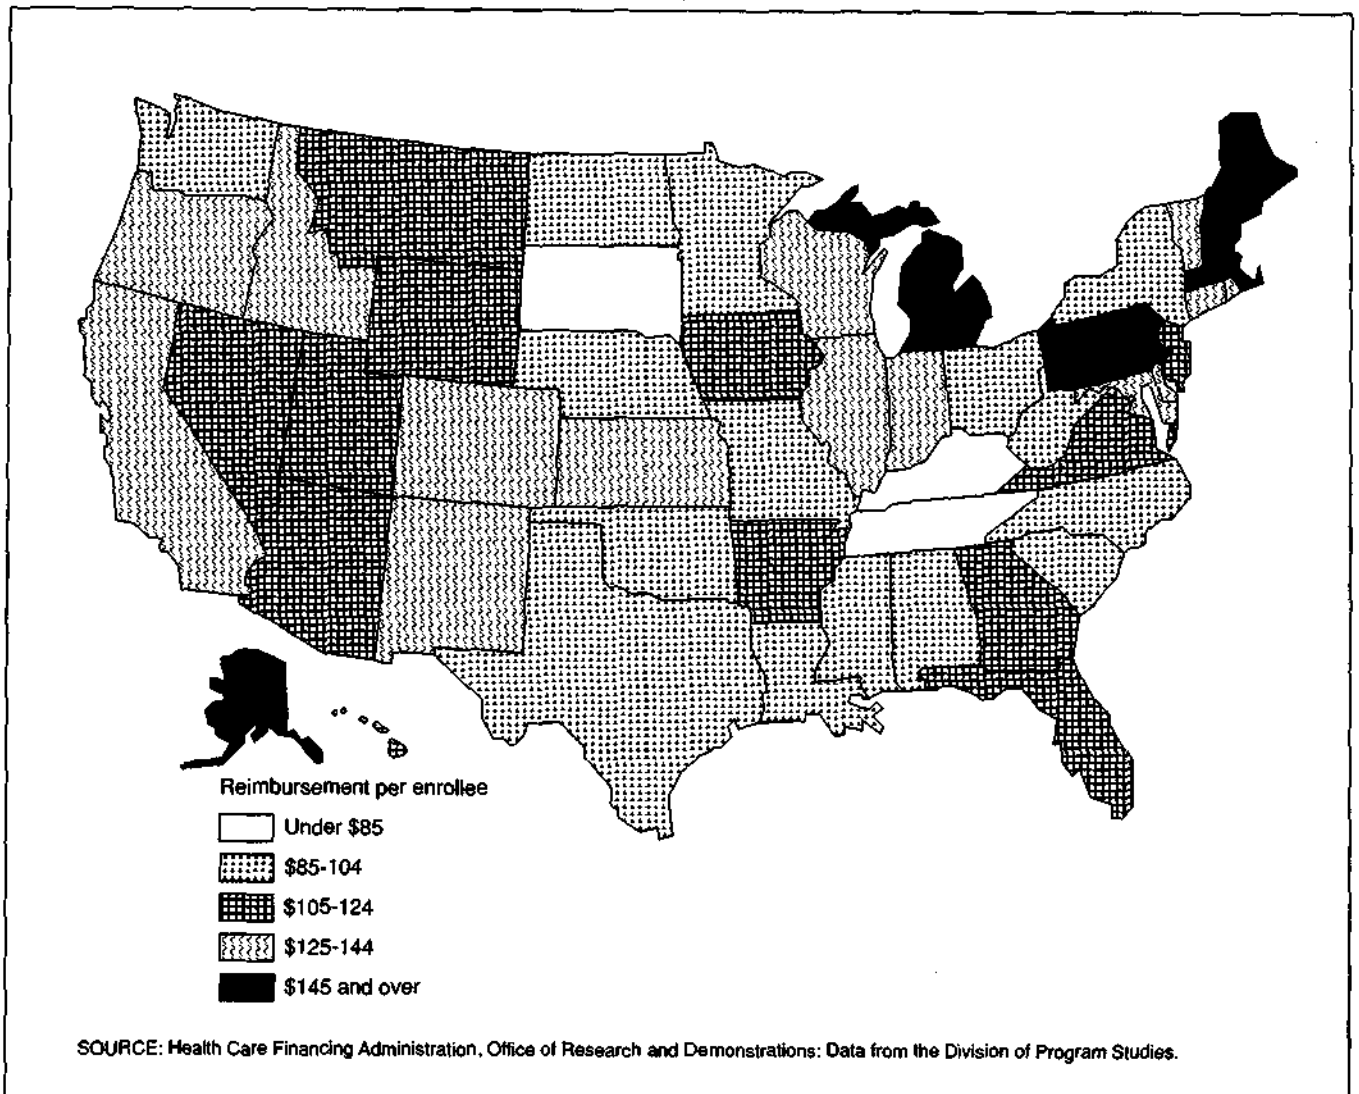 Reimbursement per enrollee
Under $85
$85-104
$105-124
$125-144
$145 and over
SOURCE: Health Care Financing Administration, Office of Research and Demonstrations: Data from the Division of Program Studies.